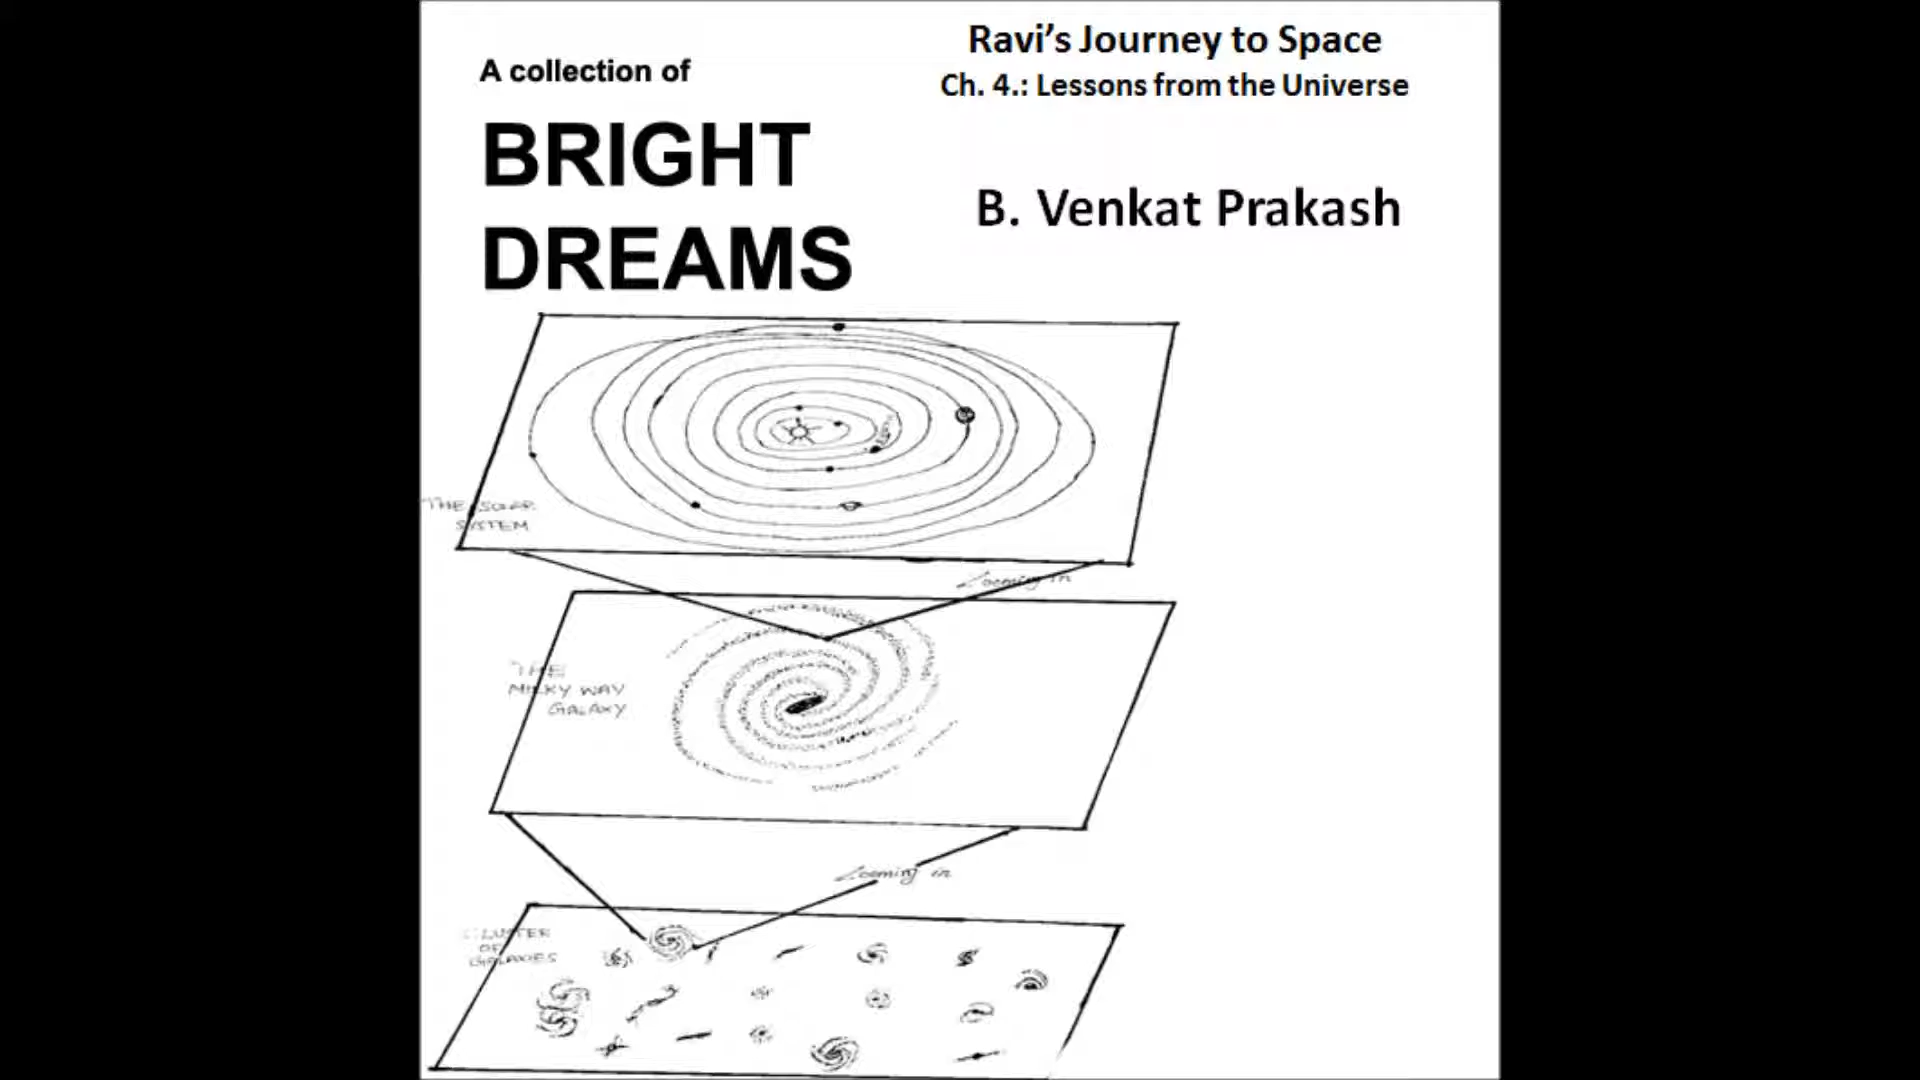 Ravi's Journey to Space
Ch. 4.: Lessons from the Universe
A collection of
BRIGHT
DREAMS
B. Venkat Prakash
THE SOLAR
SYSTEM
Zooming in
THE
MILKY WAY
GALAXY
Zooming in
CLUSTER
OF
GALAXIES